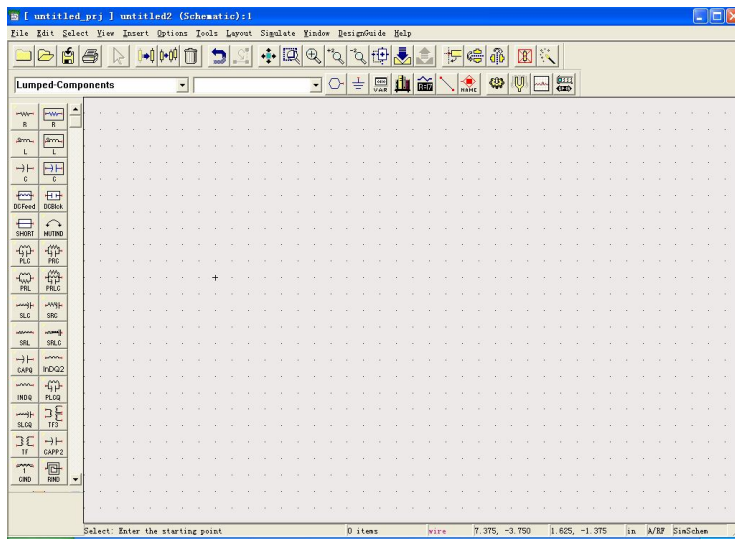 [ untitled_prj ] untitled2 (Schematic):1
File Edit Select View Insert Options Tools Layout Simulate Window DesignGuide Help
Lumped-Components
VAR
NAME
R R
L L
C C
DCFeed DCBlck
SHORT MUTIND
PLC PRC
PRL PRLC
SLC SRC
SRL SRLC
CAPQ InDQ2
INDQ PLCQ
SLCQ TF3
TF CAPP2
CIND RIND
Select: Enter the starting point 0 items wire 7.375, -3.750 1.625, -1.375 in A/RF SimSchem